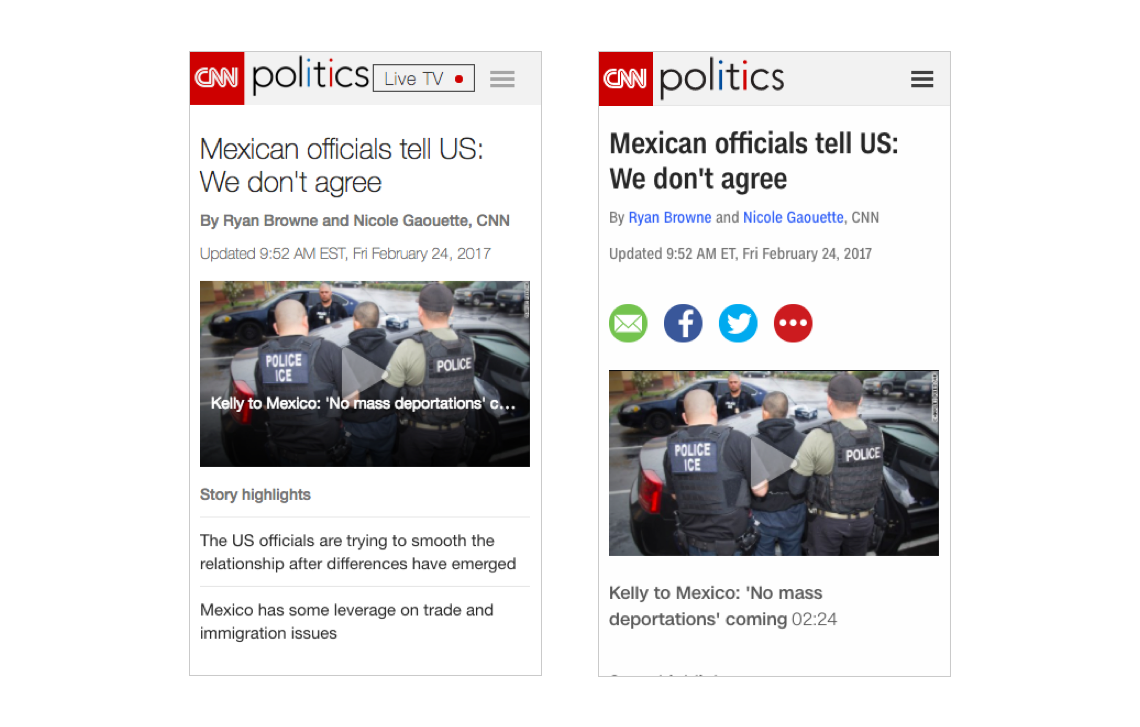 CNN politics Live TV
Mexican officials tell US:
We don't agree
By Ryan Browne and Nicole Gaouette, CNN
Updated 9:52 AM EST, Fri February 24, 2017
POLICE
ICE
POLICE
Kelly to Mexico: 'No mass deportations' c...
Story highlights
The US officials are trying to smooth the
relationship after differences have emerged
Mexico has some leverage on trade and
immigration issues
CNN politics
Mexican officials tell US:
We don't agree
By Ryan Browne and Nicole Gaouette, CNN
Updated 9:52 AM ET, Fri February 24, 2017
POLICE
ICE
POLICE
Kelly to Mexico: 'No mass
deportations' coming 02:24